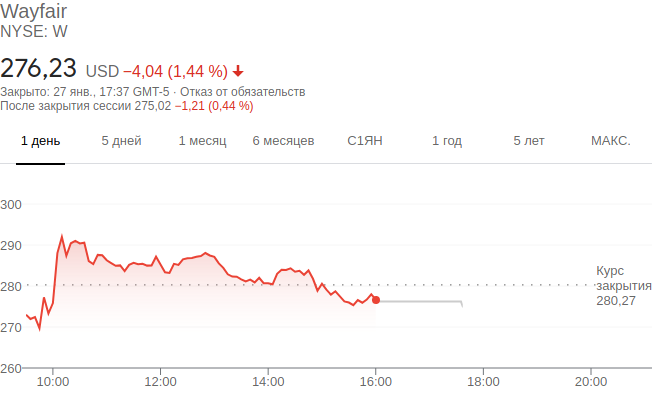 Wayfair
NYSE: W
276,23 USD −4,04 (1,44 %)
Закрыто: 27 янв., 17:37 GMT-5 · Отказ от обязательств
После закрытия сессии 275,02 −1,21 (0,44 %)
1 день 5 дней 1 месяц 6 месяцев С1ЯН 1 год 5 лет МАКС.
300
290
280
270
260
Курс
закрытия
280,27
10:00 12:00 14:00 16:00 18:00 20:00